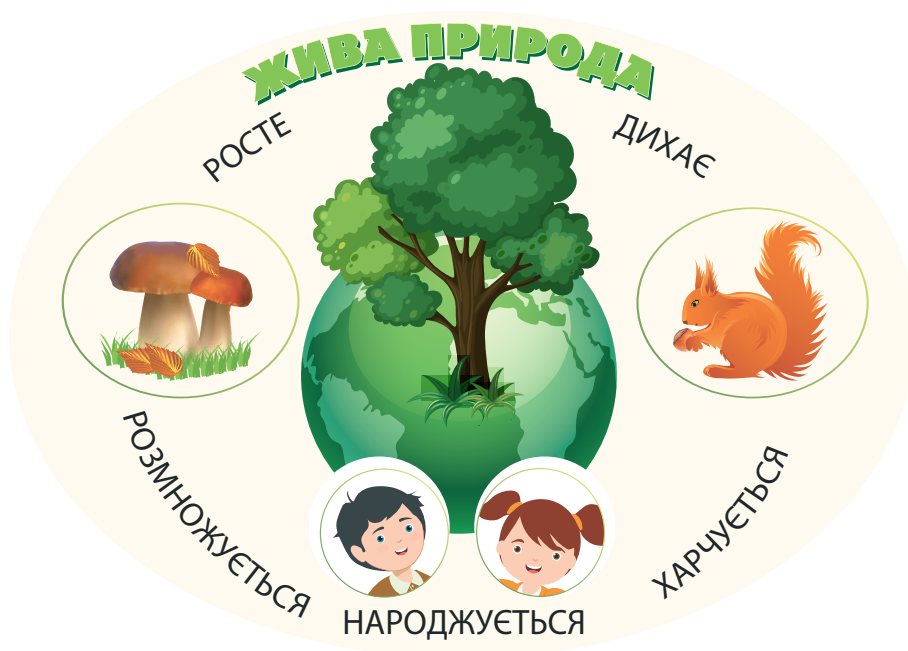 ЖИВА ПРИРОДА
РОСТЕ
ДИХАЄ
РОЗМНОЖУЄТЬСЯ
ХАРЧУЄТЬСЯ
НАРОДЖУЄТЬСЯ